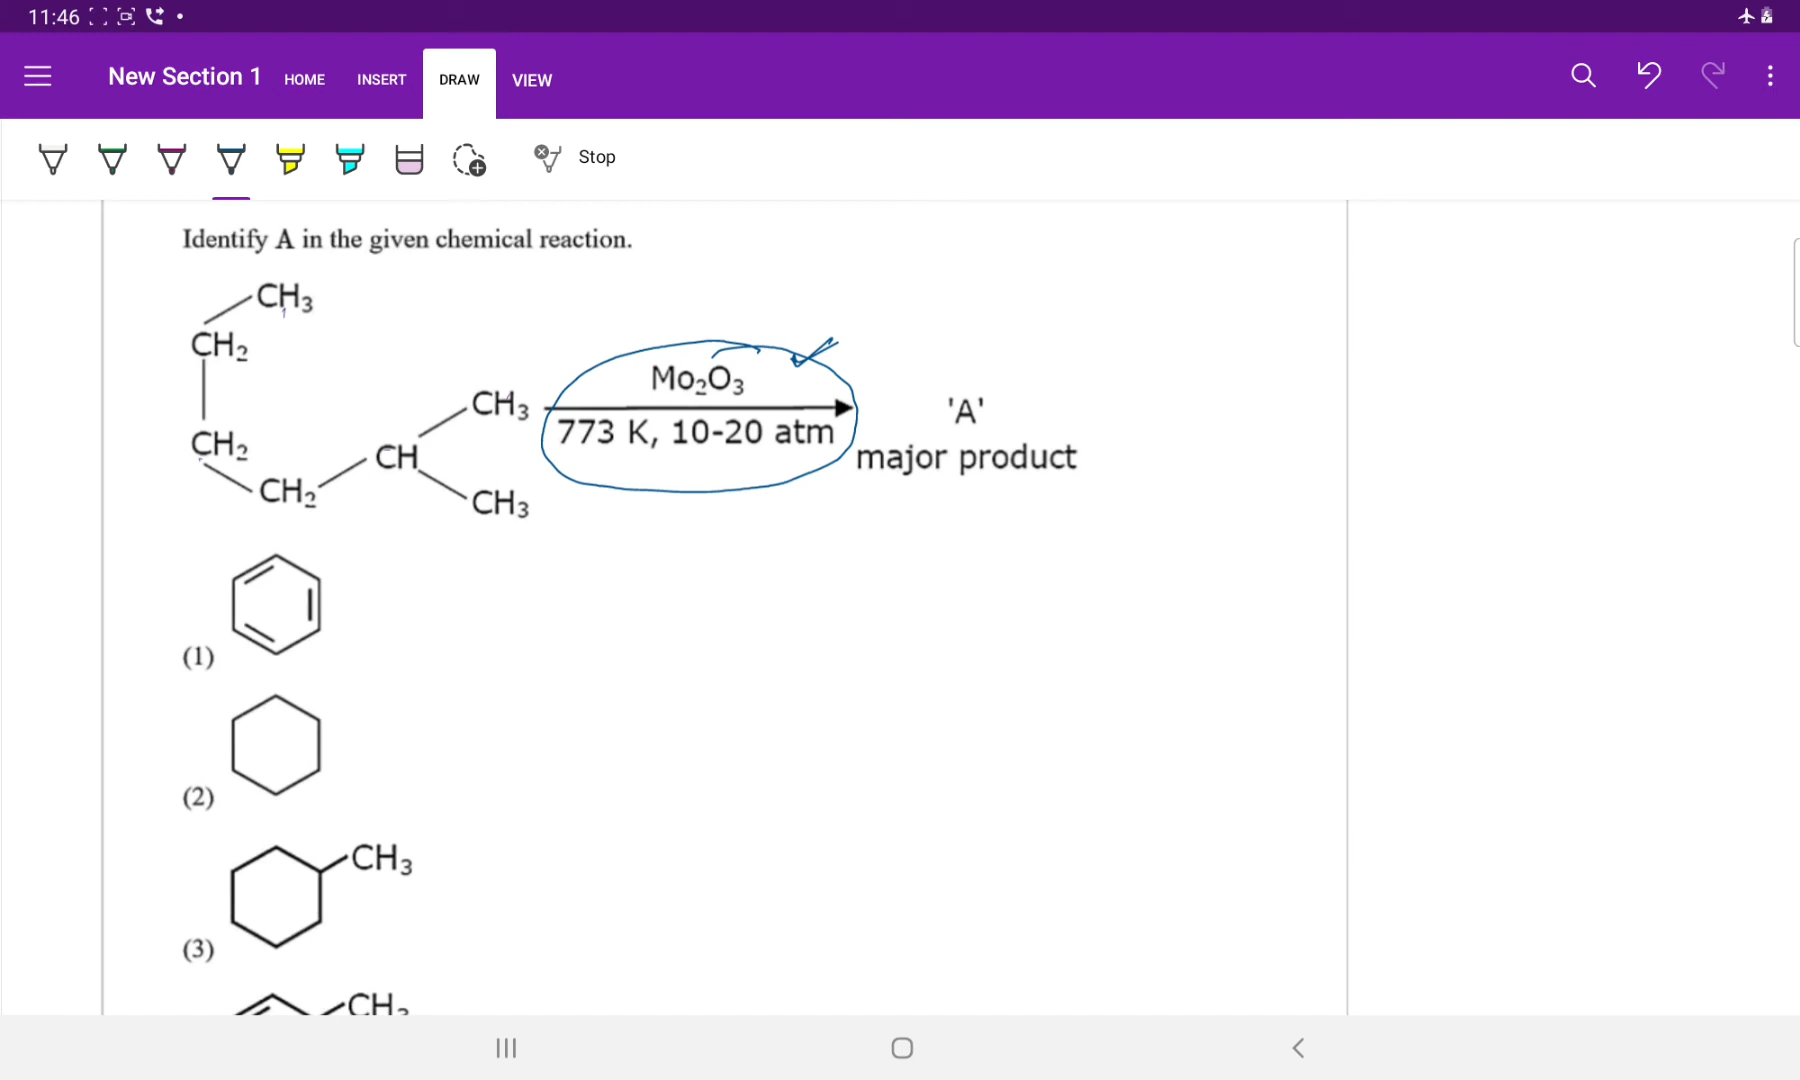 11:46
New Section 1 HOME INSERT DRAW VIEW
Stop
Identify A in the given chemical reaction.
CH₃
CH₂
CH₂
CH₂
CH
CH₃
CH₃
Mo₂O₃
773 K, 10-20 atm
'A'
major product
(1)
(2)
CH₃
(3)
CH₃